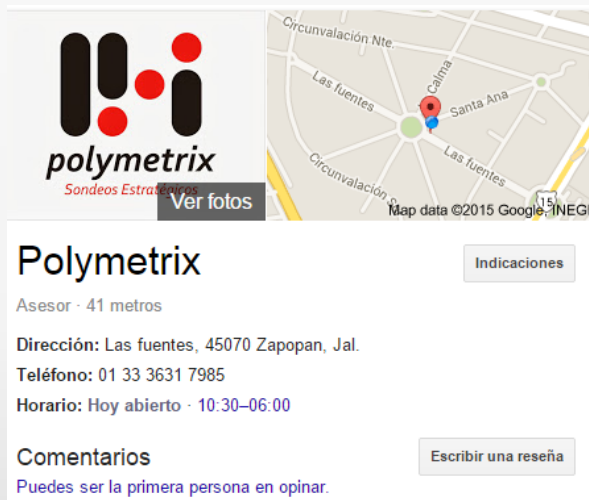 polymetrix
Sondeos Estratégicos
Ver fotos
Circunvalación Nte.
Las fuentes
Calma
Santa Ana
Circunvalación
Las fuentes
15
Map data ©2015 Google, INEGI
Polymetrix
Indicaciones
Asesor · 41 metros
Dirección: Las fuentes, 45070 Zapopan, Jal.
Teléfono: 01 33 3631 7985
Horario: Hoy abierto · 10:30–06:00
Comentarios
Escribir una reseña
Puedes ser la primera persona en opinar.